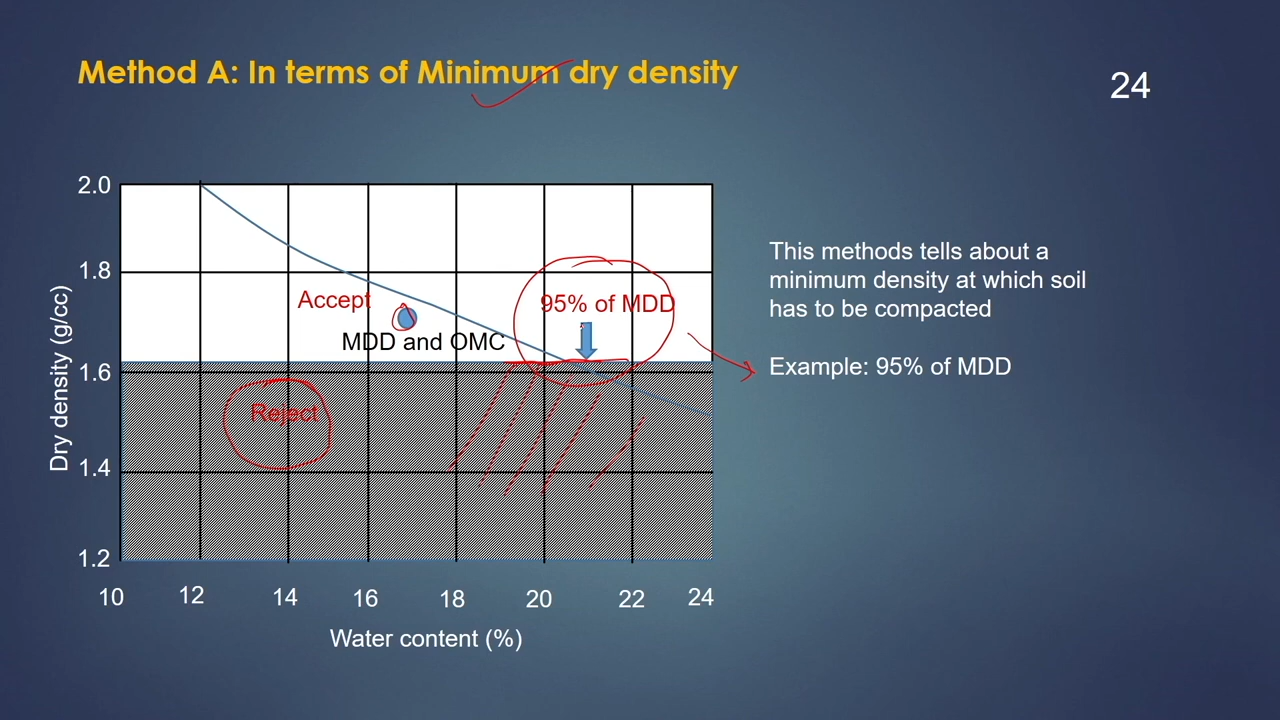 Method A: In terms of Minimum dry density
24
2.0
1.8
1.6
1.4
1.2
Dry density (g/cc)
Accept
95% of MDD
MDD and OMC
Reject
10 12 14 16 18 20 22 24
Water content (%)
This methods tells about a
minimum density at which soil
has to be compacted
Example: 95% of MDD